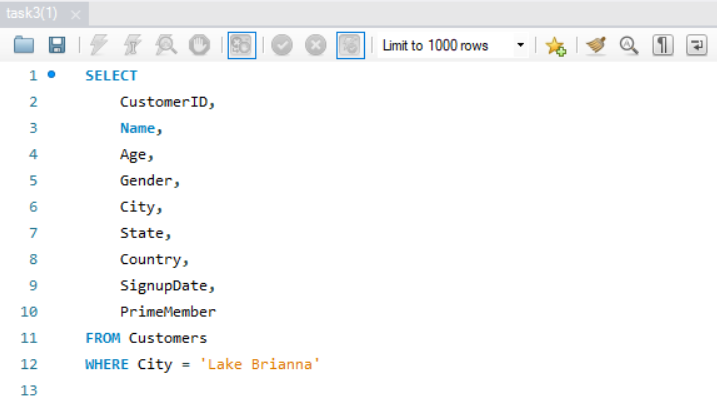 task3(1) ×
Limit to 1000 rows
1 SELECT
2 CustomerID,
3 Name,
4 Age,
5 Gender,
6 City,
7 State,
8 Country,
9 SignupDate,
10 PrimeMember
11 FROM Customers
12 WHERE City = 'Lake Brianna'
13